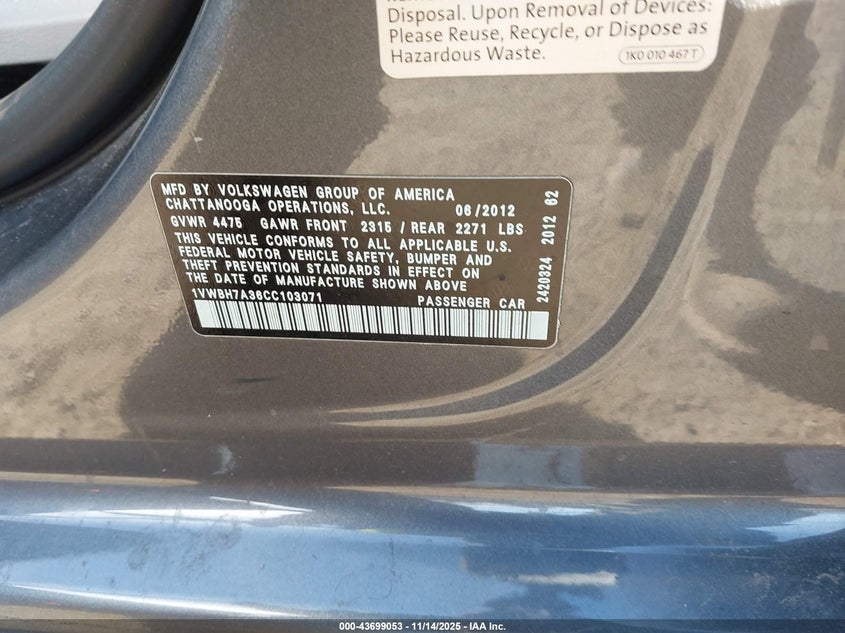 Disposal. Upon Removal of Devices:
Please Reuse, Recycle, or Dispose as
Hazardous Waste.
1K0 010 467 T
MFD BY VOLKSWAGEN GROUP OF AMERICA
CHATTANOOGA OPERATIONS, LLC. 06/2012
GVWR 4475 GAWR FRONT 2315 / REAR 2271 LBS
THIS VEHICLE CONFORMS TO ALL APPLICABLE U.S.
FEDERAL MOTOR VEHICLE SAFETY, BUMPER AND
THEFT PREVENTION STANDARDS IN EFFECT ON
THE DATE OF MANUFACTURE SHOWN ABOVE
1VWBH7A36CC103071 PASSENGER CAR
2420324 2012 62
000-43699053 — 11/14/2025 — IAA Inc.